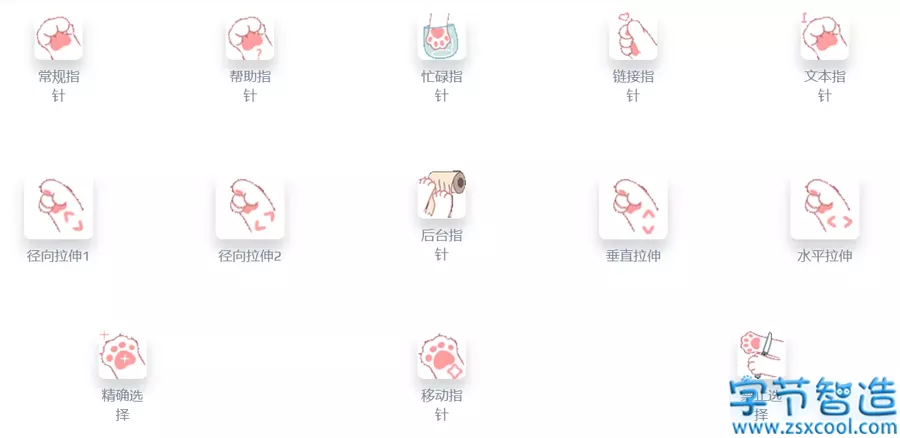 常规指
针
帮助指
针
忙碌指
针
链接指
针
文本指
针
径向拉伸1
径向拉伸2
后台指
针
垂直拉伸
水平拉伸
精确选
择
移动指
针
选
择
字节智造
www.zsxcool.com